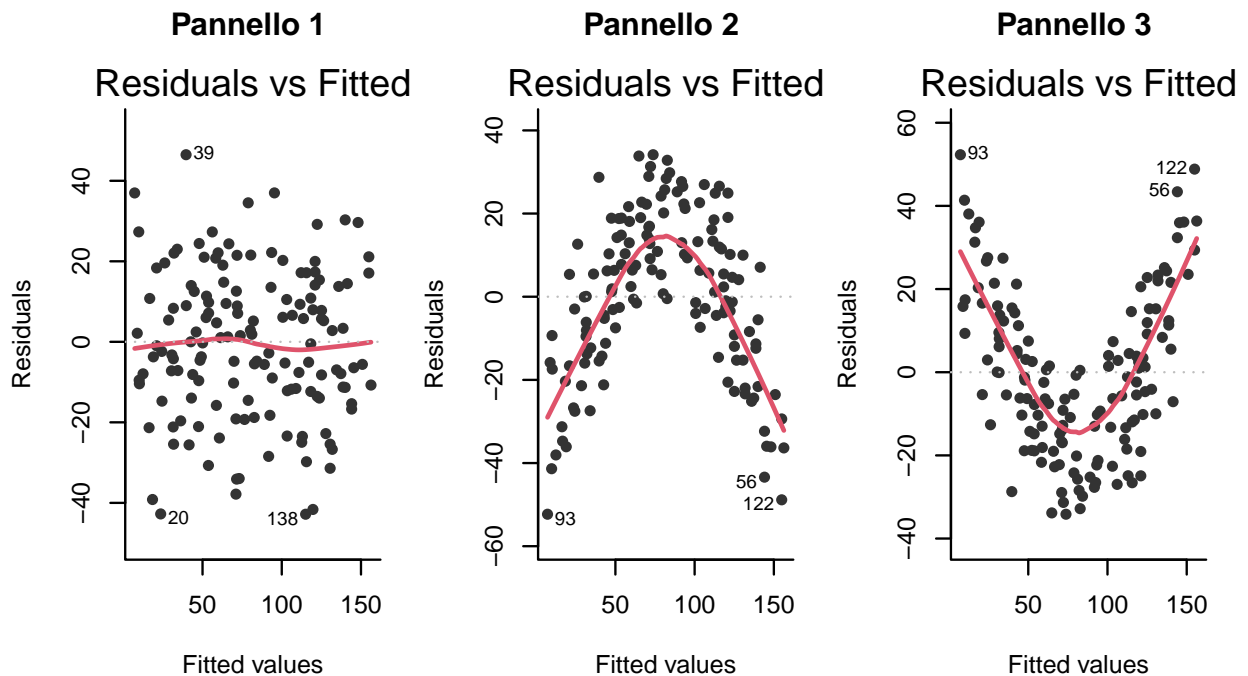 Pannello 1
Residuals vs Fitted
39
20
138
40
20
0
−20
−40
50
100
150
Residuals
Fitted values
Pannello 2
Residuals vs Fitted
93
56
122
40
20
0
−20
−40
−60
50
100
150
Residuals
Fitted values
Pannello 3
Residuals vs Fitted
93
122
56
60
40
20
0
−20
−40
50
100
150
Residuals
Fitted values